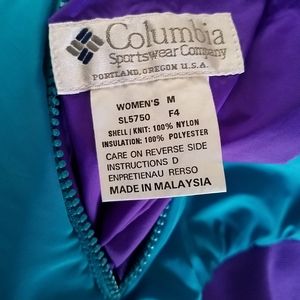 Columbia
Sportswear Company
PORTLAND, OREGON U.S.A.
WOMEN'S M
SL5750 F4
SHELL / KNIT: 100% NYLON
INSULATION: 100% POLYESTER
CARE ON REVERSE SIDE
INSTRUCTIONS D
ENPRETIENAU RERSO
MADE IN MALAYSIA